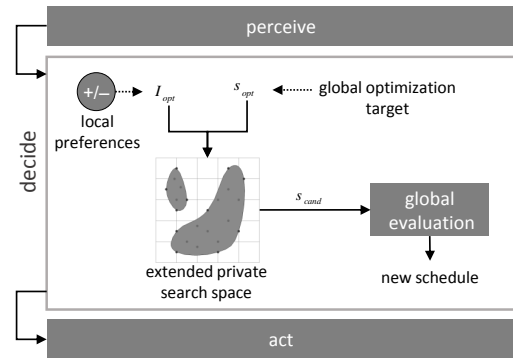 perceive
decide
+/–
I_opt
s_opt
global optimization
target
local
preferences
s_cand
global
evaluation
extended private
search space
new schedule
act